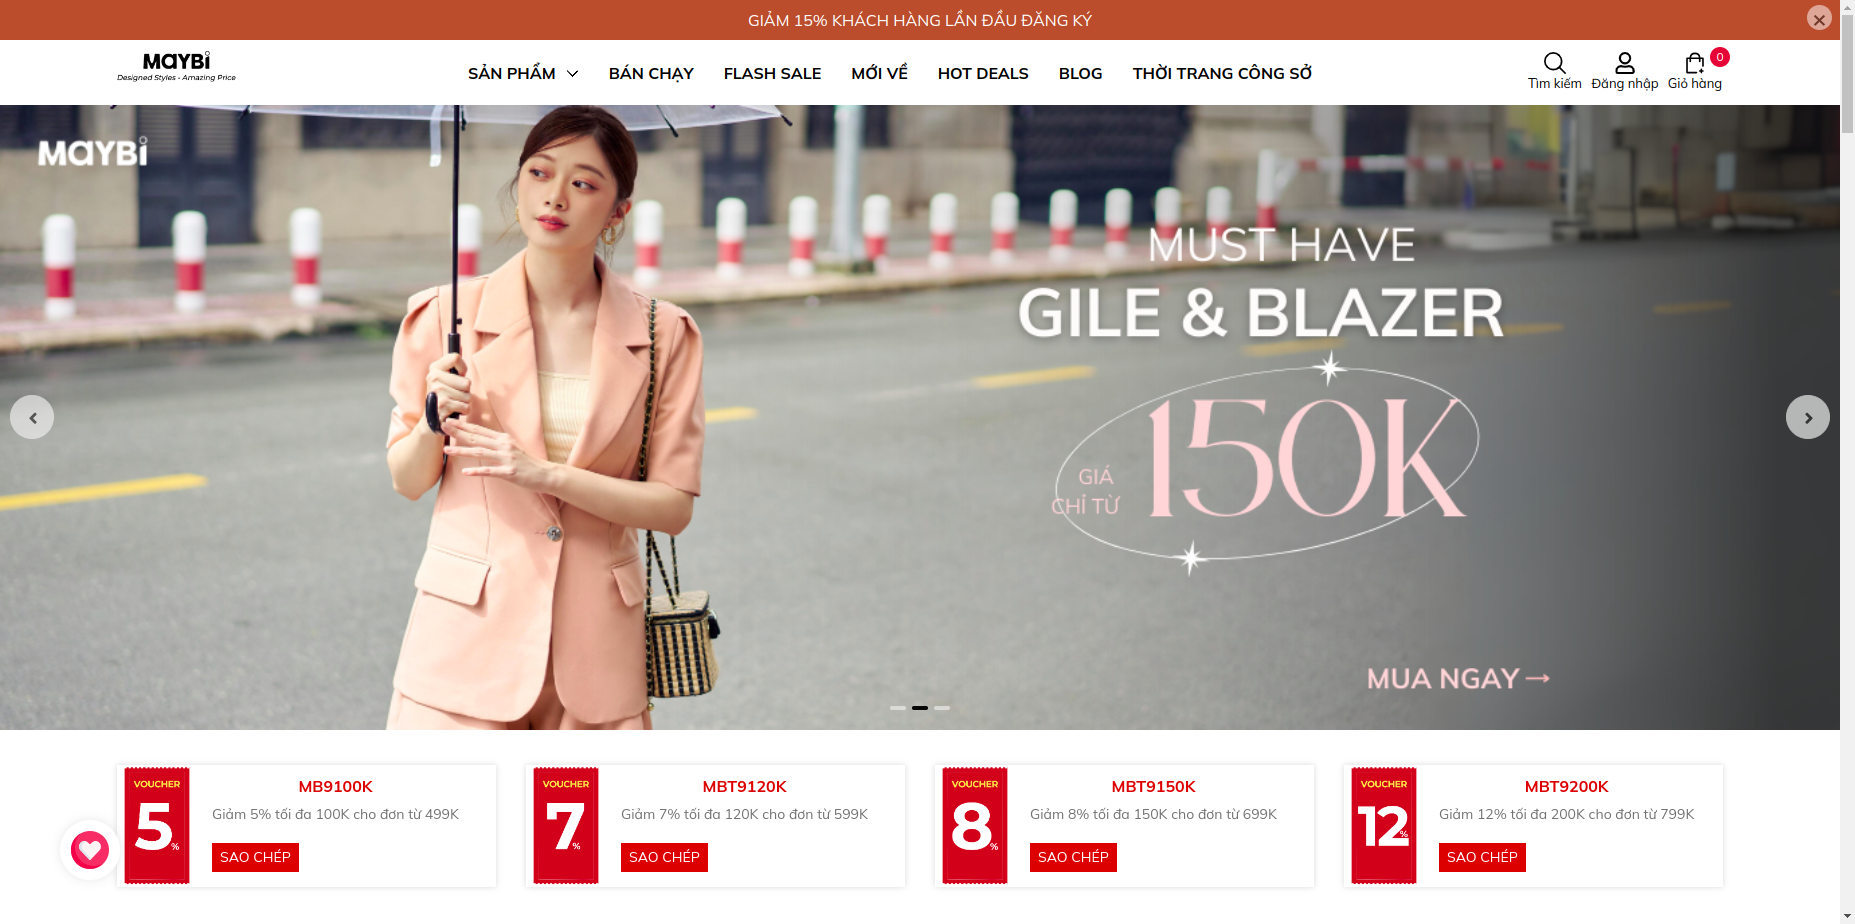 GIẢM 15% KHÁCH HÀNG LẦN ĐẦU ĐĂNG KÝ
MAYBI
Designed Styles - Amazing Price
SẢN PHẨM
BÁN CHẠY
FLASH SALE
MỚI VỀ
HOT DEALS
BLOG
THỜI TRANG CÔNG SỞ
Tìm kiếm
Đăng nhập
Giỏ hàng
0
MAYBI
MUST HAVE
GILE & BLAZER
GIÁ
CHỈ TỪ
150K
MUA NGAY→
VOUCHER
5%
MB9100K
Giảm 5% tối đa 100K cho đơn từ 499K
SAO CHÉP
VOUCHER
7%
MBT9120K
Giảm 7% tối đa 120K cho đơn từ 599K
SAO CHÉP
VOUCHER
8%
MBT9150K
Giảm 8% tối đa 150K cho đơn từ 699K
SAO CHÉP
VOUCHER
12%
MBT9200K
Giảm 12% tối đa 200K cho đơn từ 799K
SAO CHÉP